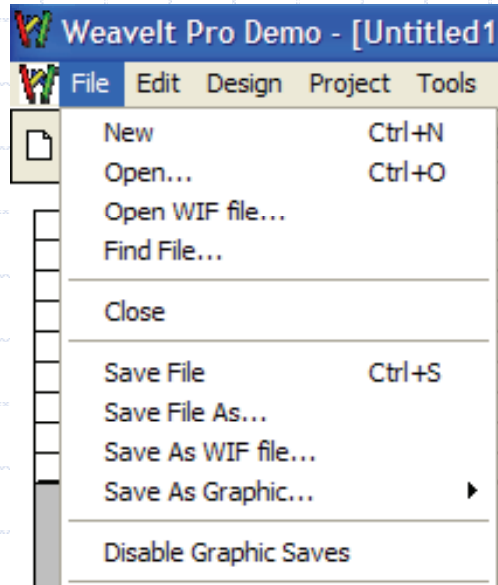 WeaveIt Pro Demo - [Untitled1
File Edit Design Project Tools
New Ctrl+N
Open... Ctrl+O
Open WIF file...
Find File...
Close
Save File Ctrl+S
Save File As...
Save As WIF file...
Save As Graphic...
Disable Graphic Saves